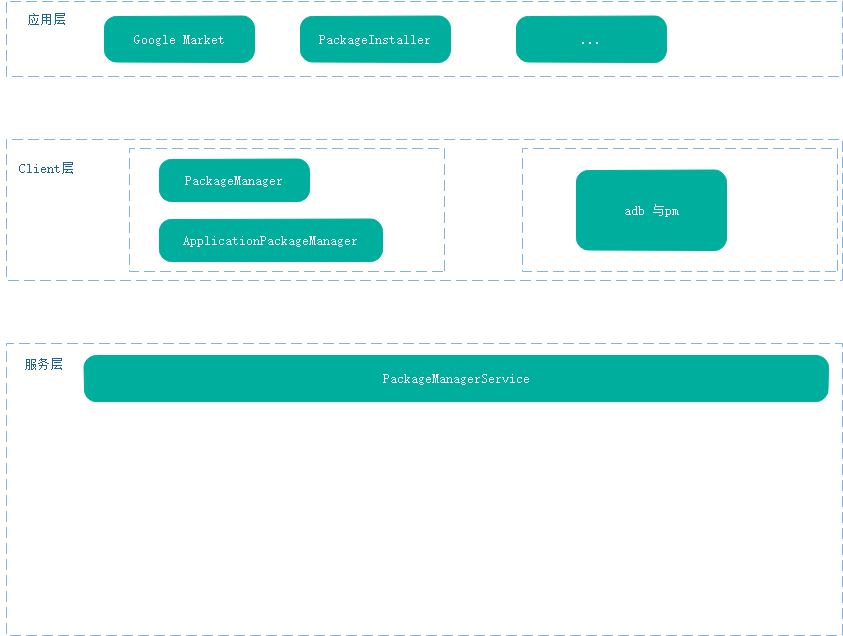 应用层
Google Market
PackageInstaller
...
Client层
PackageManager
ApplicationPackageManager
adb 与pm
服务层
PackageManagerService